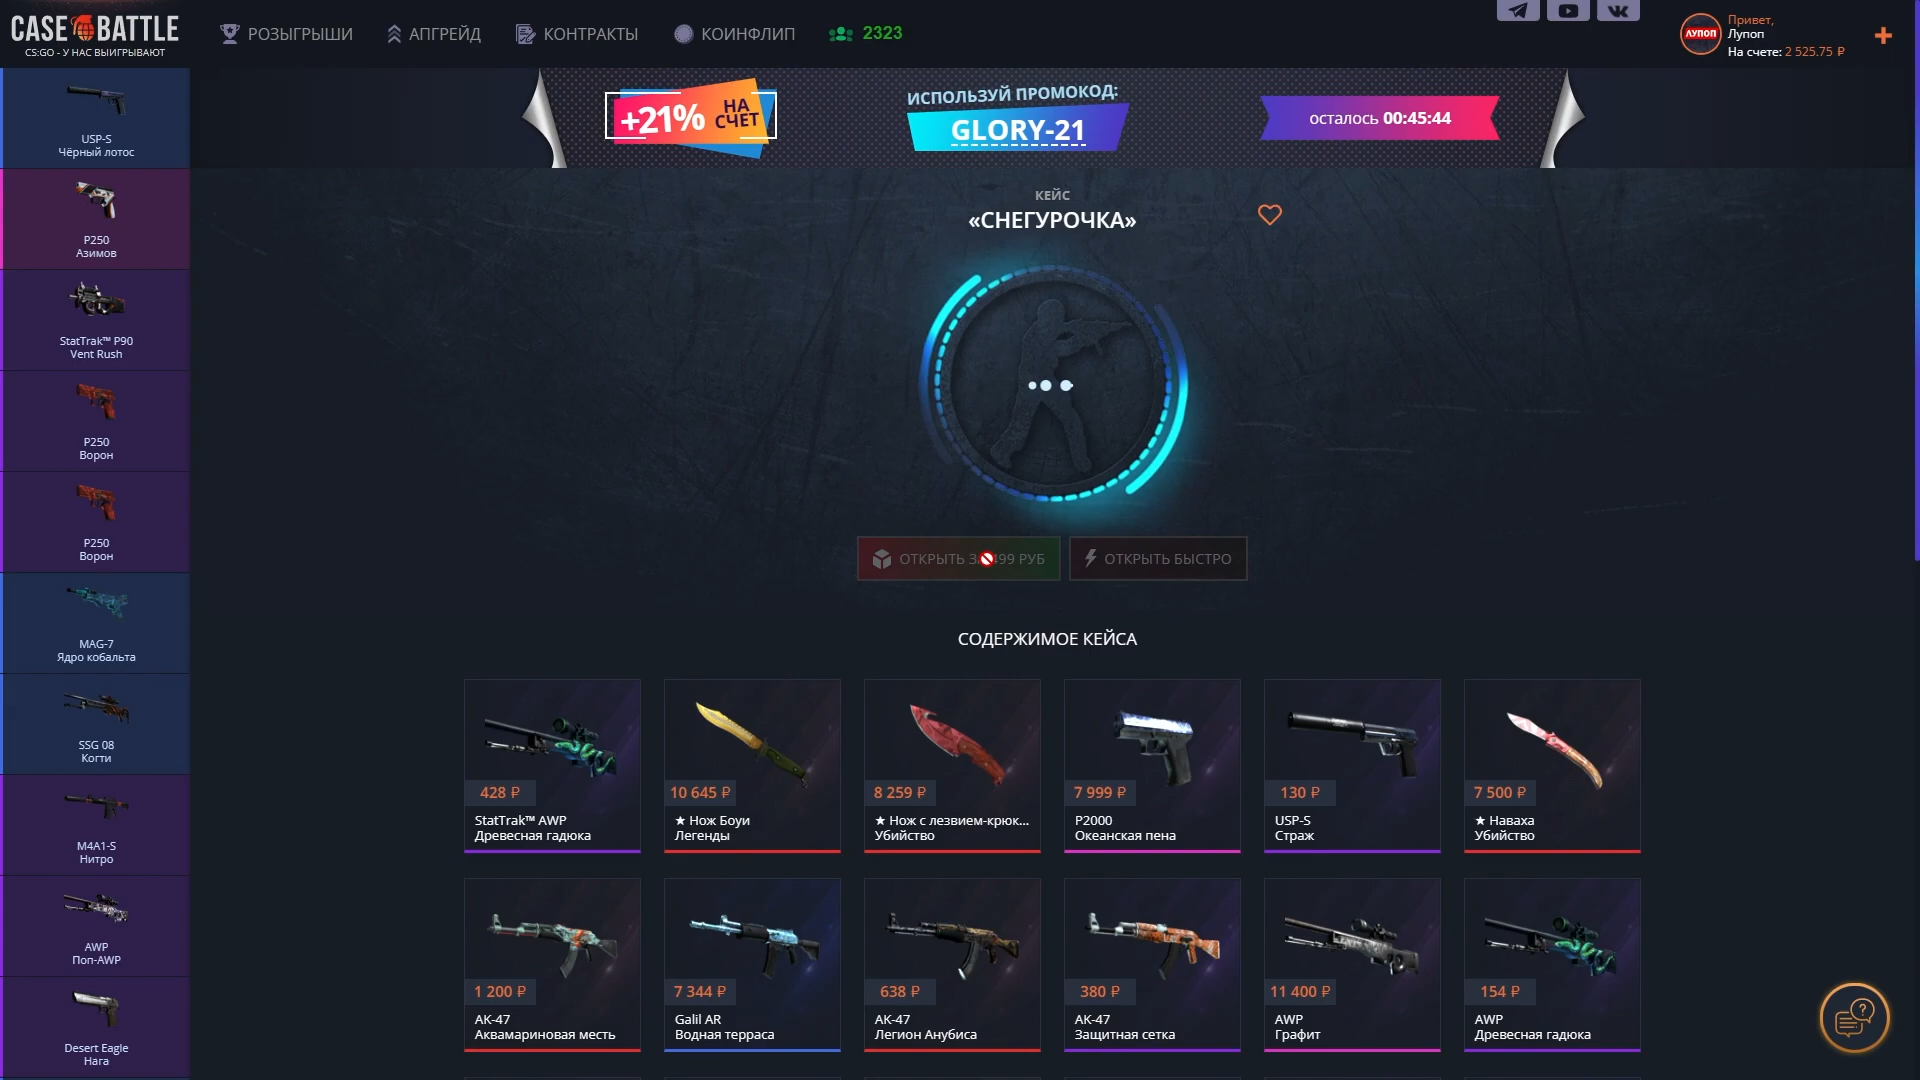 CASE BATTLE
CS:GO - У НАС ВЫИГРЫВАЮТ
РОЗЫГРЫШИ
АПГРЕЙД
КОНТРАКТЫ
КОИНФЛИП
2323
ЛУПОП
Привет,
Лупоп
На счете: 2 525.75 ₽
+
+21% НА СЧЕТ
ИСПОЛЬЗУЙ ПРОМОКОД:
GLORY-21
осталось 00:45:44
USP-S
Чёрный лотос
P250
Азимов
StatTrak™ P90
Vent Rush
P250
Ворон
P250
Ворон
MAG-7
Ядро кобальта
SSG 08
Когти
M4A1-S
Нитро
AWP
Поп-AWP
Desert Eagle
Нага
КЕЙС
«СНЕГУРОЧКА»
ОТКРЫТЬ 499 РУБ
ОТКРЫТЬ БЫСТРО
СОДЕРЖИМОЕ КЕЙСА
428 ₽
StatTrak™ AWP
Древесная гадюка
10 645 ₽
★ Нож Боуи
Легенды
8 259 ₽
★ Нож с лезвием-крюк...
Убийство
7 999 ₽
P2000
Океанская пена
130 ₽
USP-S
Страж
7 500 ₽
★ Наваха
Убийство
1 200 ₽
AK-47
Аквамариновая месть
7 344 ₽
Galil AR
Водная терраса
638 ₽
AK-47
Легион Анубиса
380 ₽
AK-47
Защитная сетка
11 400 ₽
AWP
Графит
154 ₽
AWP
Древесная гадюка